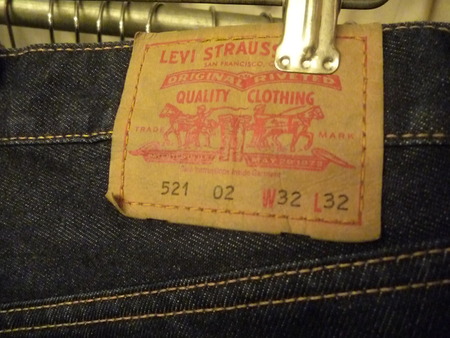 LEVI STRAUSS
SAN FRANCISCO,
ORIGINAL RIVETED
QUALITY CLOTHING
TRADE MARK
521 02 W32 L32